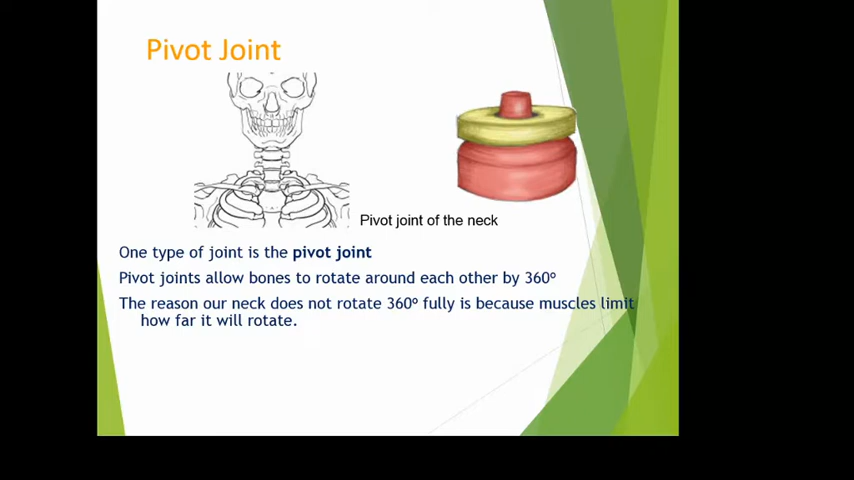 Pivot Joint
Pivot joint of the neck
One type of joint is the pivot joint
Pivot joints allow bones to rotate around each other by 360º
The reason our neck does not rotate 360º fully is because muscles limit
how far it will rotate.